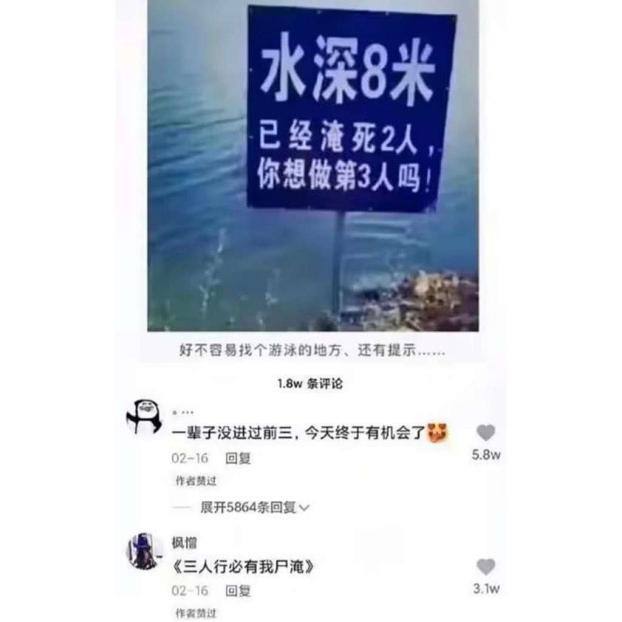 水深8米
已经淹死2人,
你想做第3人吗!
好不容易找个游泳的地方、还有提示……
1.8w 条评论
。…
一辈子没进过前三,今天终于有机会了
5.8w
02-16 回复
作者赞过
展开5864条回复
枫憎
《三人行必有我尸淹》
3.1w
02-16 回复
作者赞过